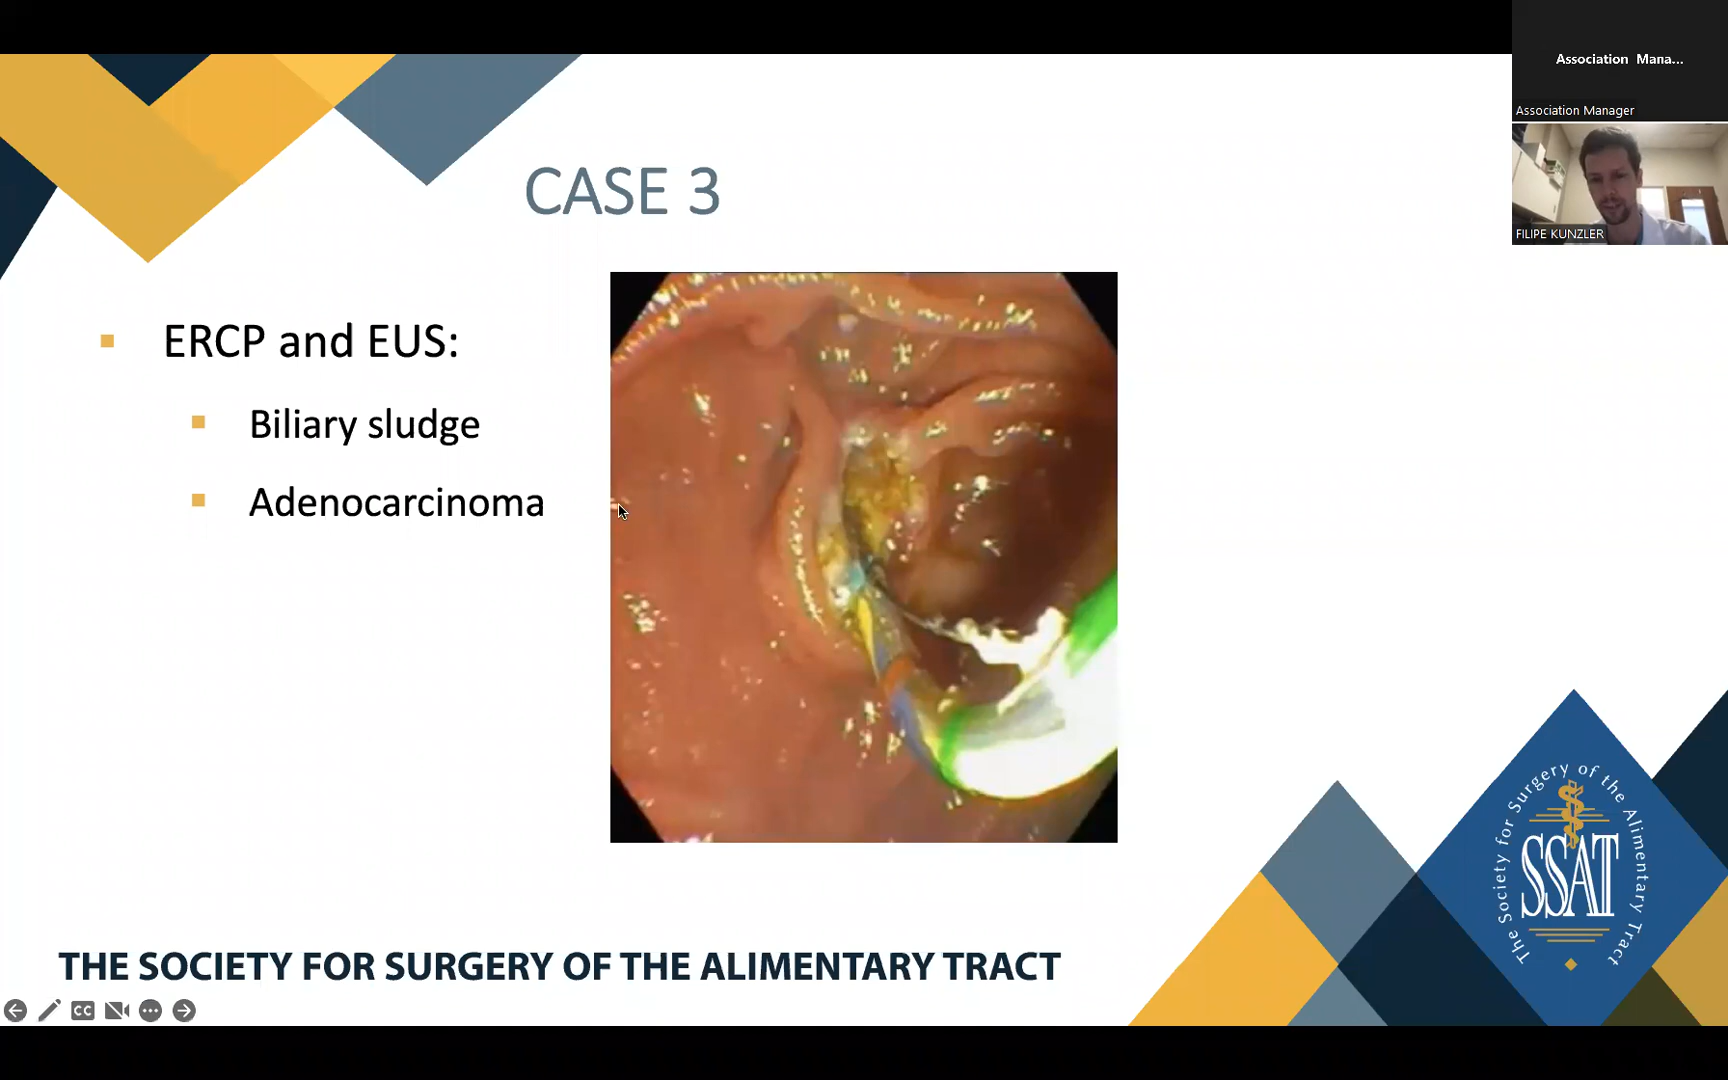 Association Mana...
Association Manager
FILIPE KUNZLER
CASE 3
ERCP and EUS:
Biliary sludge
Adenocarcinoma
The Society for Surgery of the Alimentary Tract
SSAT
THE SOCIETY FOR SURGERY OF THE ALIMENTARY TRACT
CC